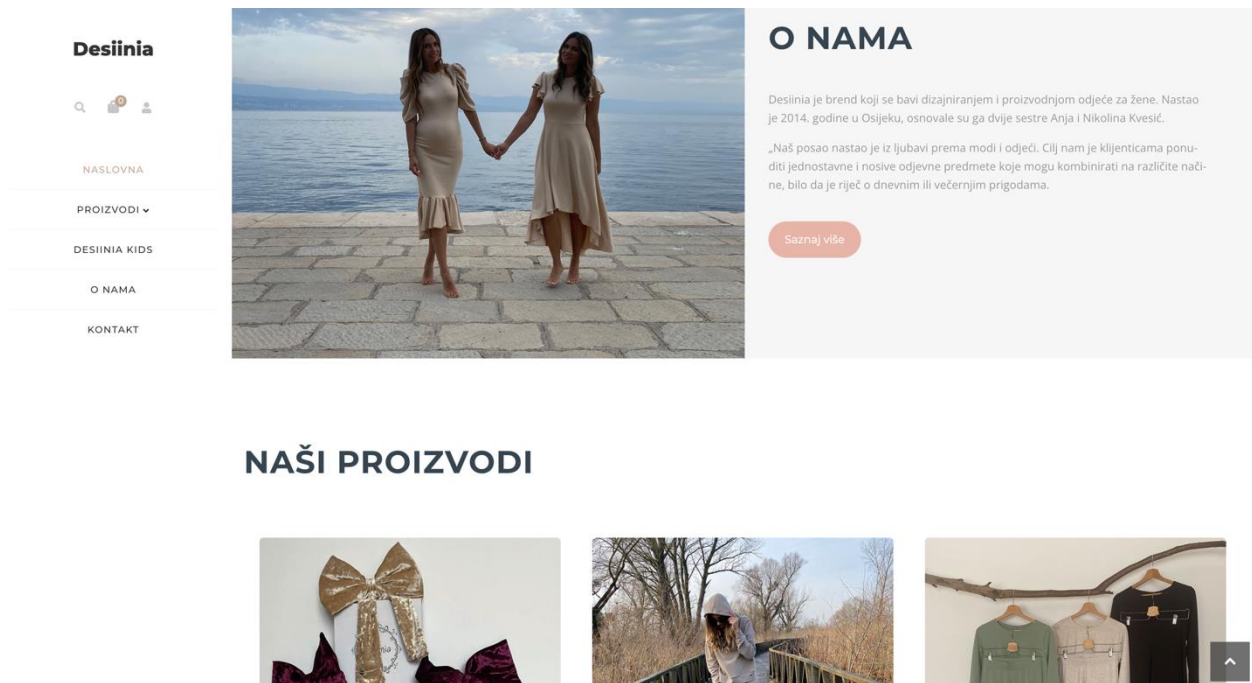 Desiinia
0
NASLOVNA
PROIZVODI
DESIINIA KIDS
O NAMA
KONTAKT
O NAMA
Desiinia je brend koji se bavi dizajniranjem i proizvodnjom odjeće za žene. Nastao
je 2014. godine u Osijeku, osnovale su ga dvije sestre Anja i Nikolina Kvesić.
„Naš posao nastao je iz ljubavi prema modi i odjeći. Cilj nam je klijenticama ponu-
diti jednostavne i nosive odjevne predmete koje mogu kombinirati na različite nači-
ne, bilo da je riječ o dnevnim ili večernjim prigodama.
Saznaj više
NAŠI PROIZVODI